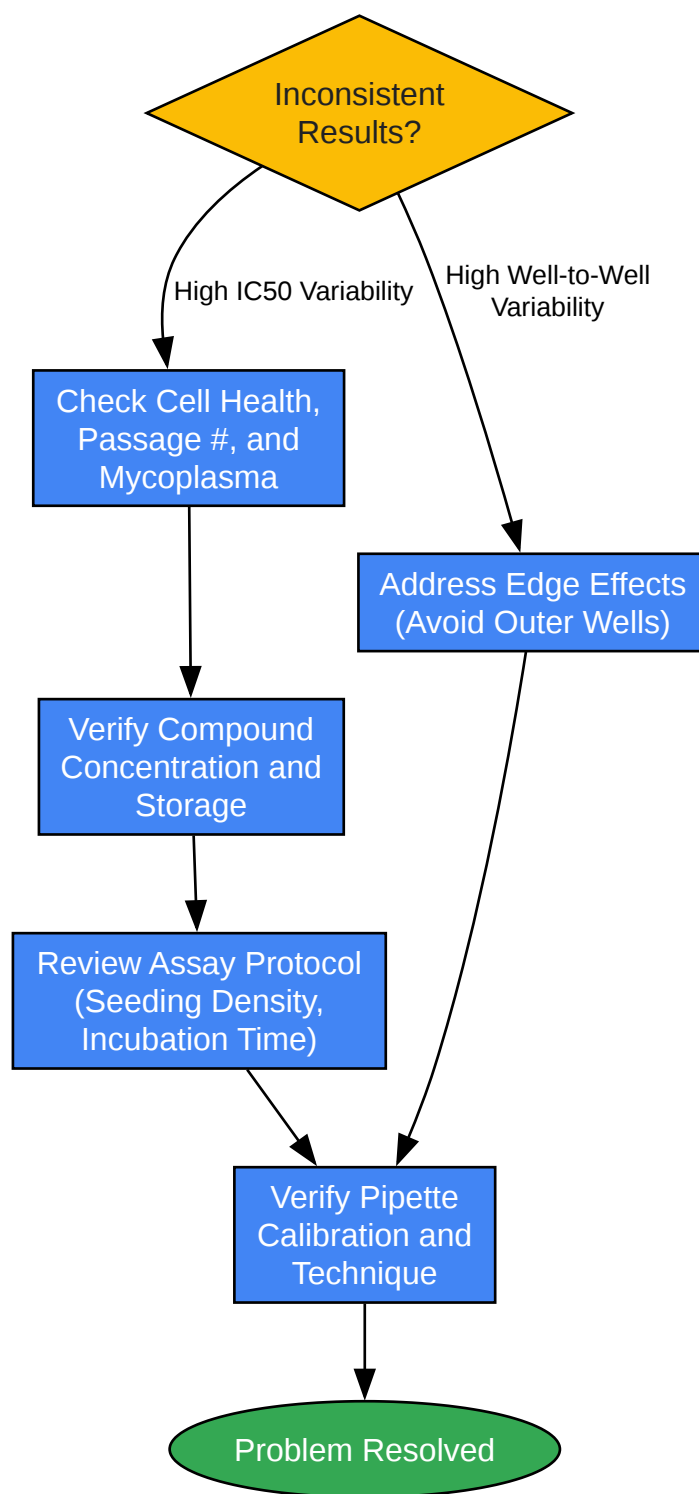 Inconsistent
Results?
High IC50 Variability
High Well-to-Well
Variability
Check Cell Health,
Passage #, and
Mycoplasma
Address Edge Effects
(Avoid Outer Wells)
Verify Compound
Concentration and
Storage
Review Assay Protocol
(Seeding Density,
Incubation Time)
Verify Pipette
Calibration and
Technique
Problem Resolved